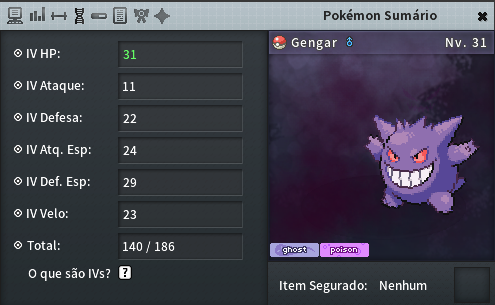 Pokémon Sumário
IV HP: 31
IV Ataque: 11
IV Defesa: 22
IV Atq. Esp: 24
IV Def. Esp: 29
IV Velo: 23
Total: 140 / 186
O que são IVs? ?
Gengar Nv. 31
ghost poison
Item Segurado: Nenhum